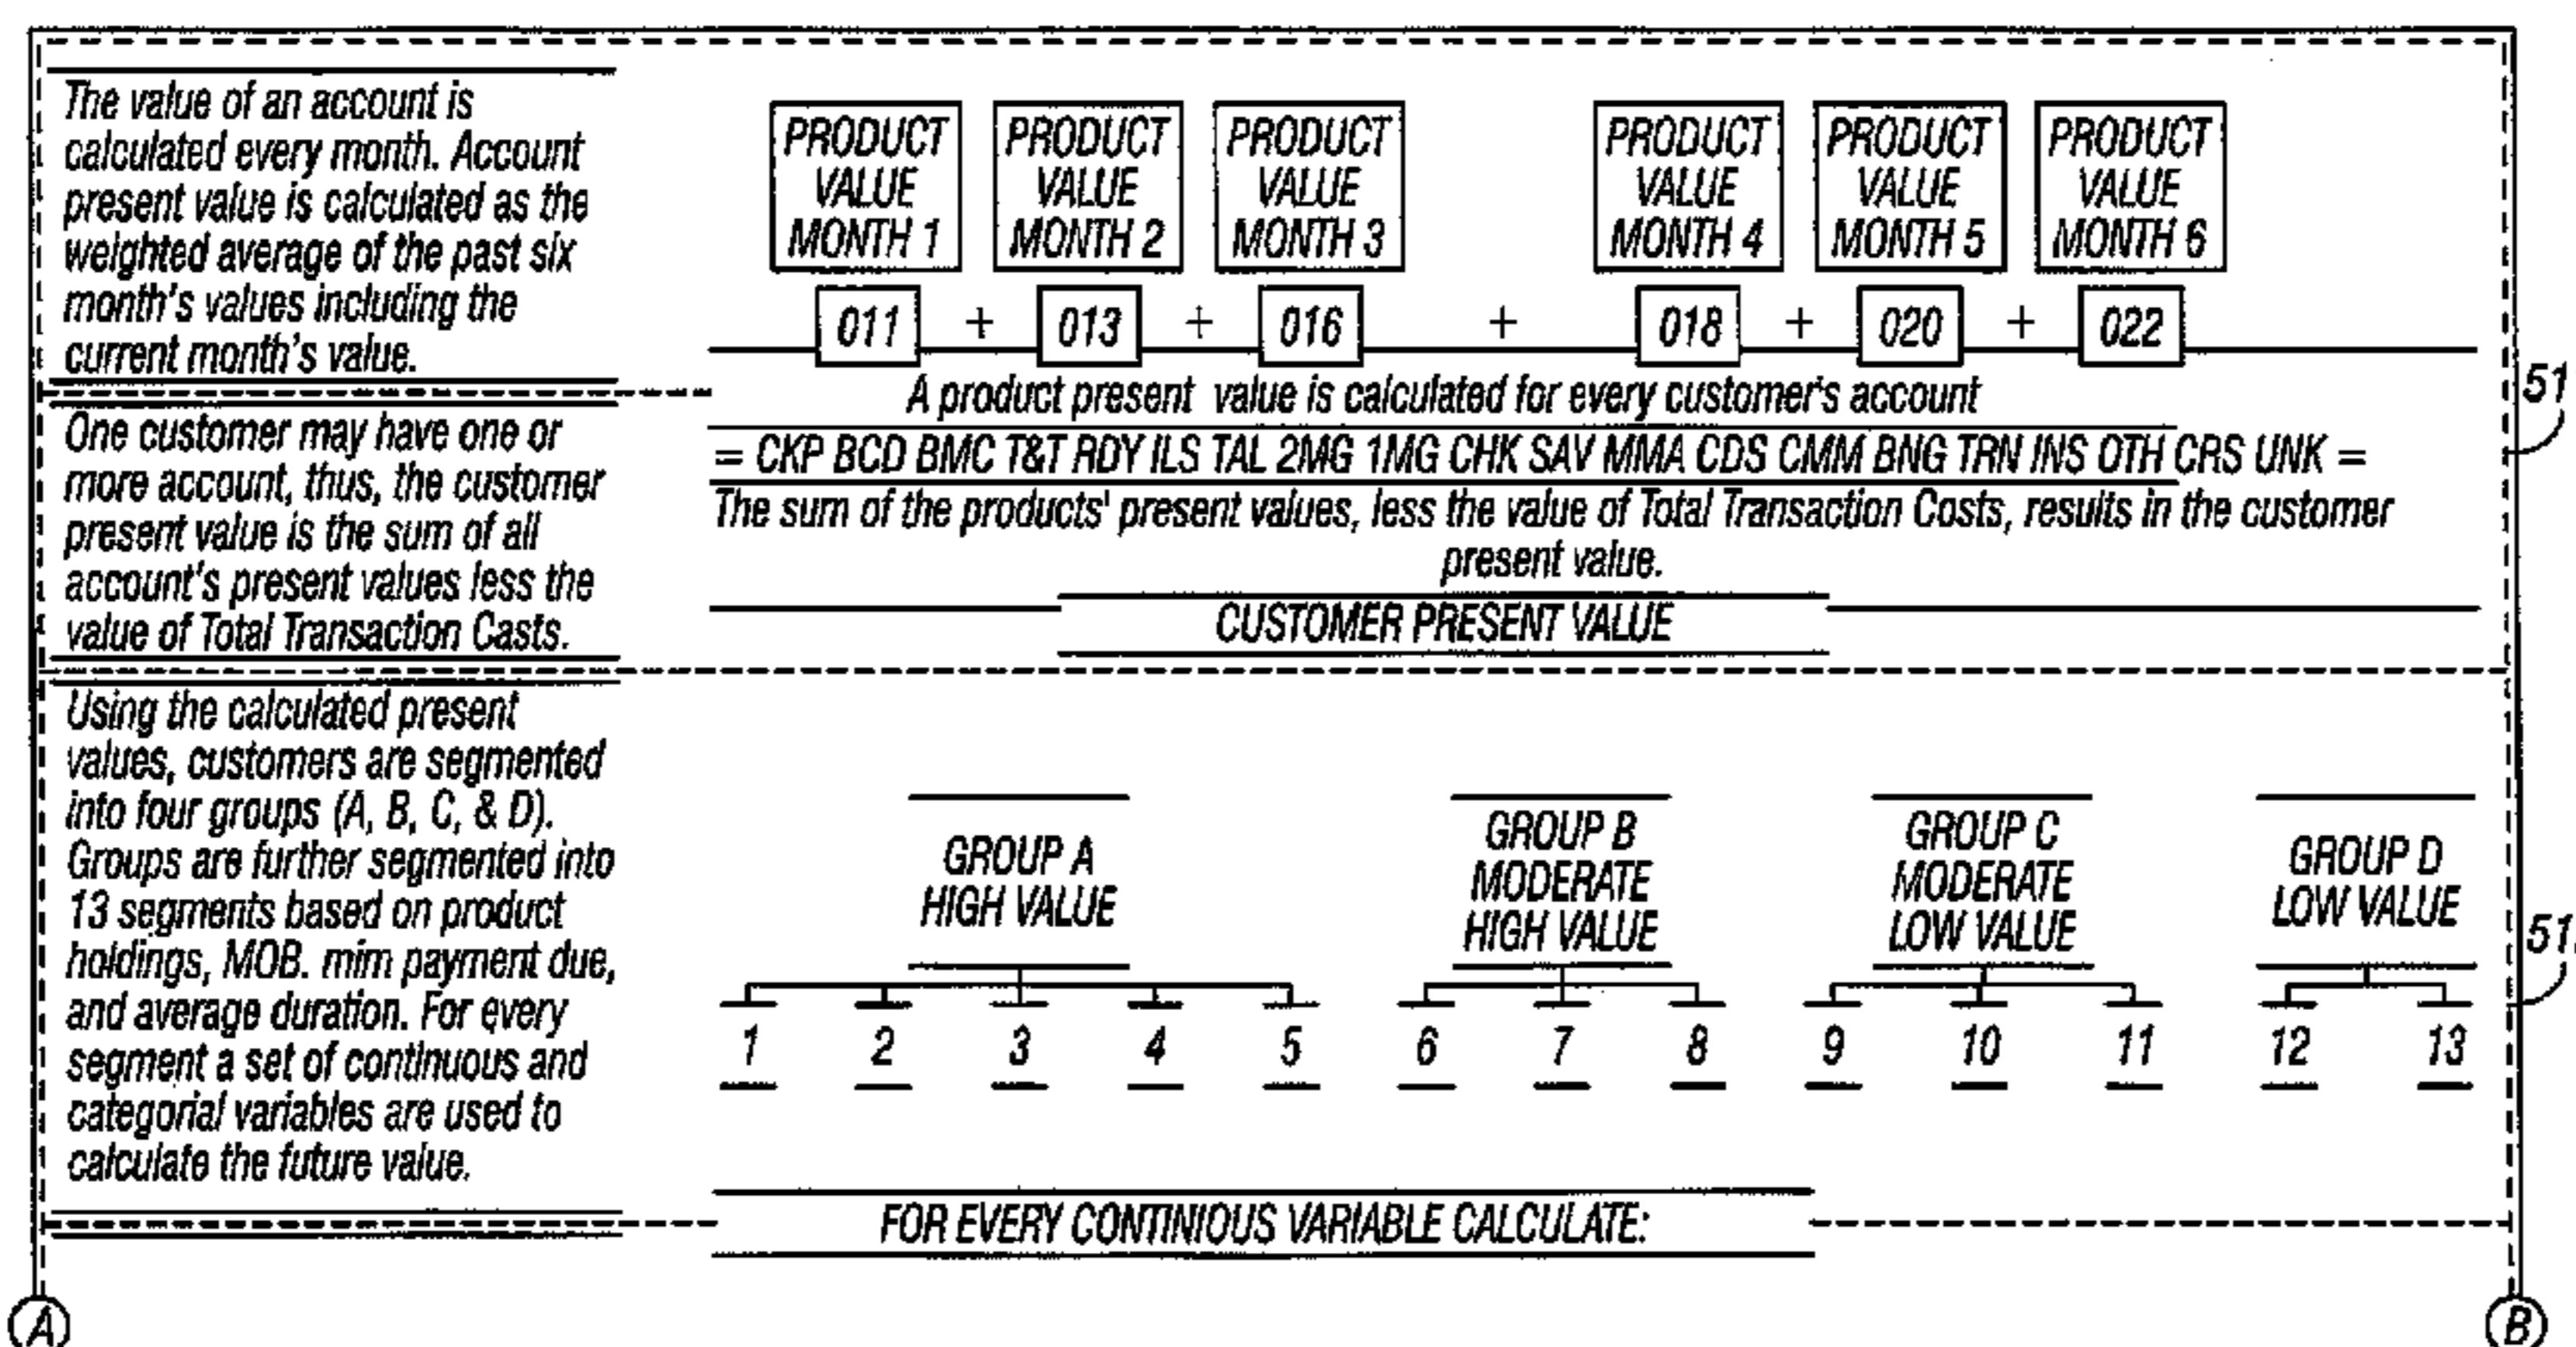 The value of an account is
calculated every month. Account
present value is calculated as the
weighted average of the past six
month's values including the
current month's value.
PRODUCT VALUE MONTH 1
PRODUCT VALUE MONTH 2
PRODUCT VALUE MONTH 3
PRODUCT VALUE MONTH 4
PRODUCT VALUE MONTH 5
PRODUCT VALUE MONTH 6
011 + 013 + 016 + 018 + 020 + 022
A product present value is calculated for every customer's account
51
One customer may have one or
more account, thus, the customer
present value is the sum of all
account's present values less the
value of Total Transaction Casts.
= CKP BCD BMC T&T RDY ILS TAL 2MG 1MG CHK SAV MMA CDS CMM BNG TRN INS OTH CRS UNK =
The sum of the products' present values, less the value of Total Transaction Costs, results in the customer
present value.
CUSTOMER PRESENT VALUE
Using the calculated present
values, customers are segmented
into four groups (A, B, C, & D).
Groups are further segmented into
13 segments based on product
holdings, MOB. mim payment due,
and average duration. For every
segment a set of continuous and
categorial variables are used to
calculate the future value.
GROUP A
HIGH VALUE
GROUP B
MODERATE
HIGH VALUE
GROUP C
MODERATE
LOW VALUE
GROUP D
LOW VALUE
51
1 2 3 4 5 6 7 8 9 10 11 12 13
FOR EVERY CONTINIOUS VARIABLE CALCULATE:
A
B